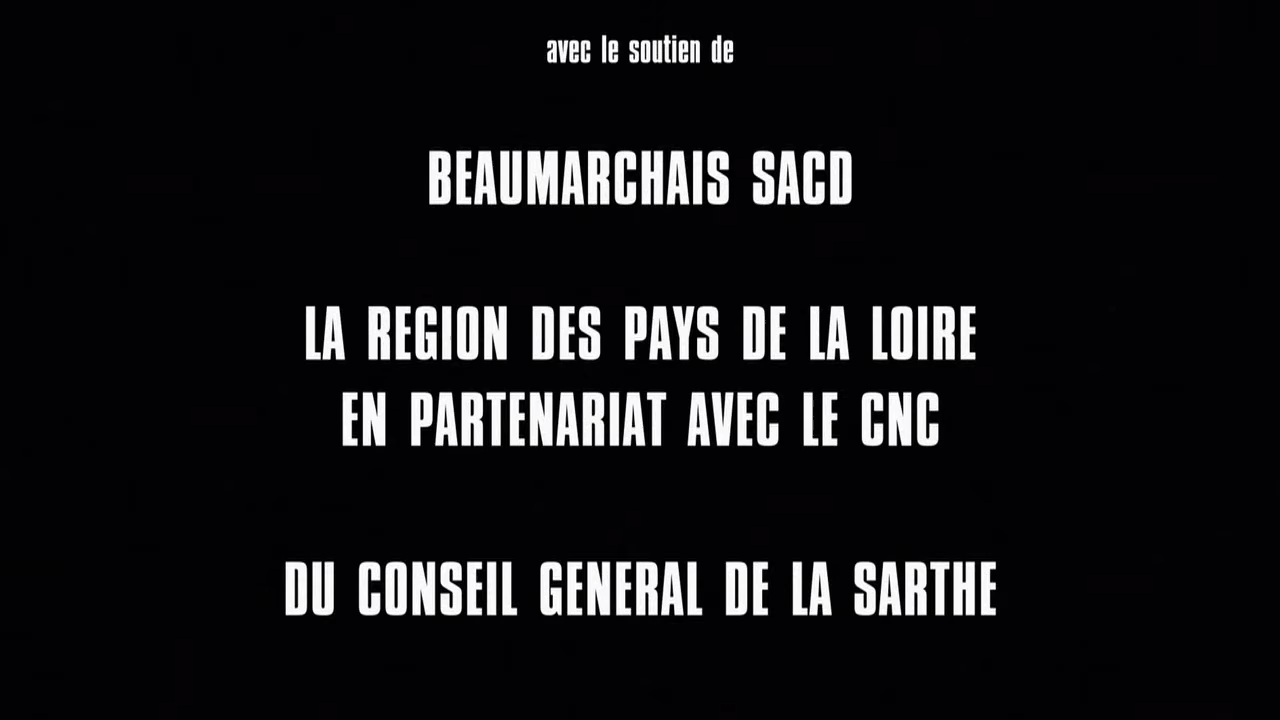 avec le soutien de
BEAUMARCHAIS SACD
LA REGION DES PAYS DE LA LOIRE
EN PARTENARIAT AVEC LE CNC
DU CONSEIL GENERAL DE LA SARTHE